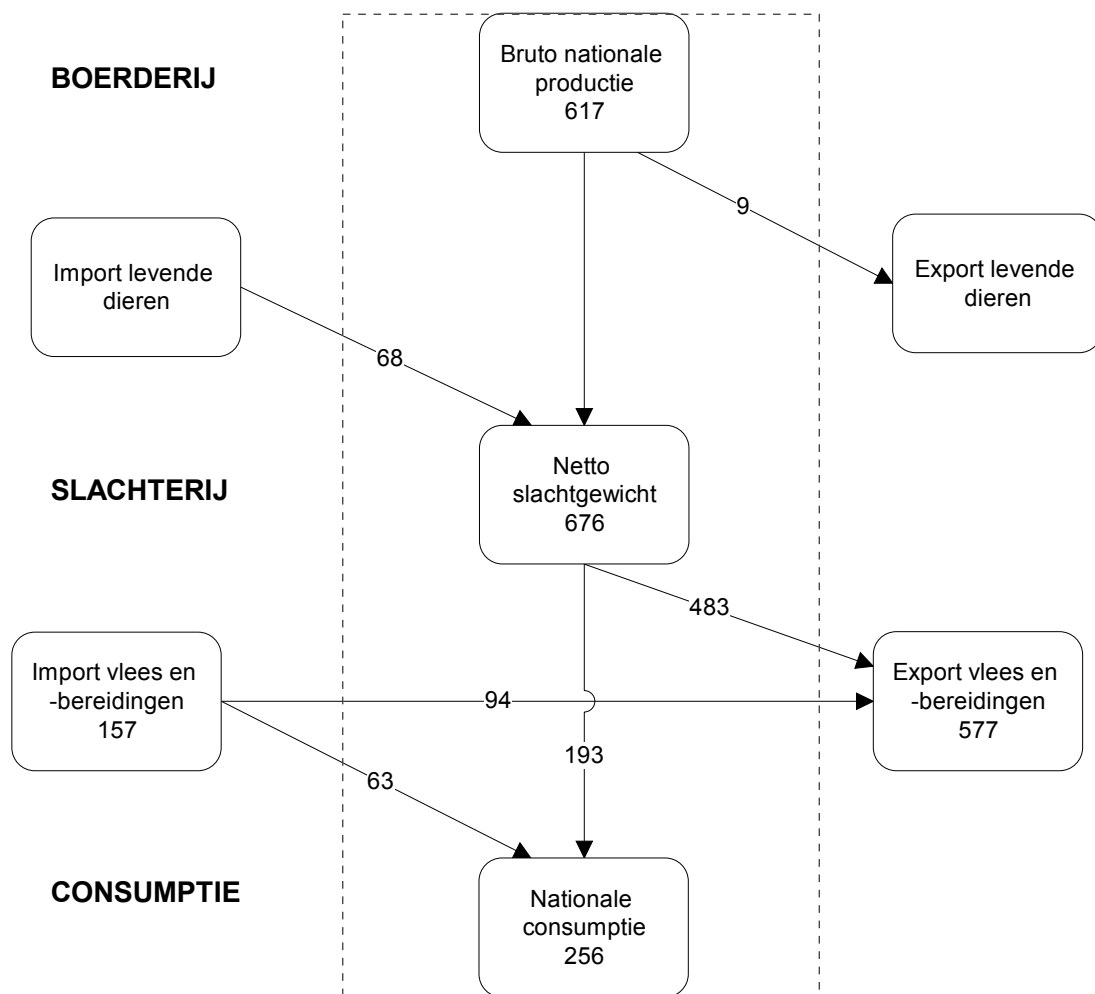 BOERDERIJ
Bruto nationale
productie
617
9
Import levende
dieren
Export levende
dieren
68
SLACHTERIJ
Netto
slachtgewicht
676
483
Import vlees en
-bereidingen
157
94
Export vlees en
-bereidingen
577
193
63
CONSUMPTIE
Nationale
consumptie
256